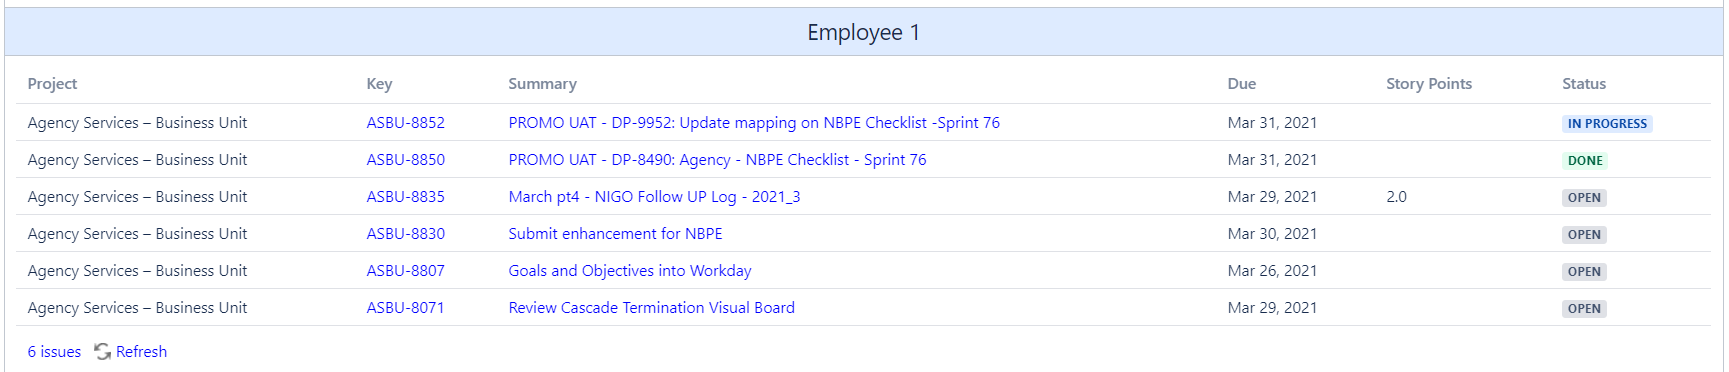 Employee 1
Project Key Summary Due Story Points Status
Agency Services – Business Unit ASBU-8852 PROMO UAT - DP-9952: Update mapping on NBPE Checklist -Sprint 76 Mar 31, 2021 IN PROGRESS
Agency Services – Business Unit ASBU-8850 PROMO UAT - DP-8490: Agency - NBPE Checklist - Sprint 76 Mar 31, 2021 DONE
Agency Services – Business Unit ASBU-8835 March pt4 - NIGO Follow UP Log - 2021_3 Mar 29, 2021 2.0 OPEN
Agency Services – Business Unit ASBU-8830 Submit enhancement for NBPE Mar 30, 2021 OPEN
Agency Services – Business Unit ASBU-8807 Goals and Objectives into Workday Mar 26, 2021 OPEN
Agency Services – Business Unit ASBU-8071 Review Cascade Termination Visual Board Mar 29, 2021 OPEN
6 issues Refresh